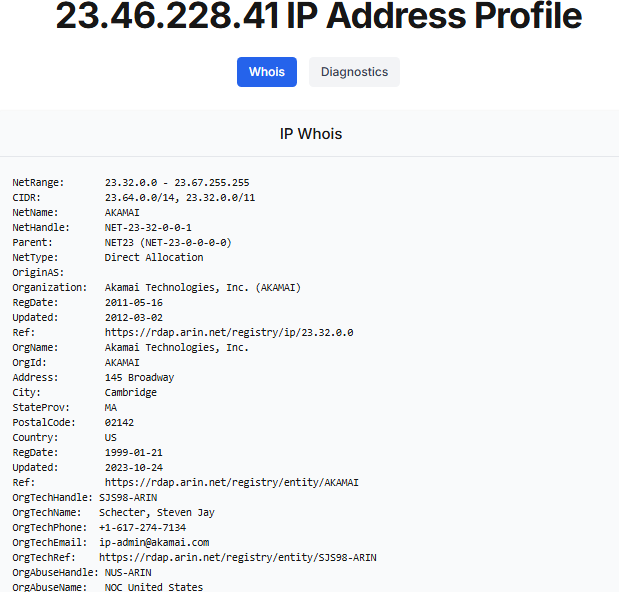 23.46.228.41 IP Address Profile
Whois Diagnostics
IP Whois
NetRange: 23.32.0.0 - 23.67.255.255
CIDR: 23.64.0.0/14, 23.32.0.0/11
NetName: AKAMAI
NetHandle: NET-23-32-0-0-1
Parent: NET23 (NET-23-0-0-0-0)
NetType: Direct Allocation
OriginAS:
Organization: Akamai Technologies, Inc. (AKAMAI)
RegDate: 2011-05-16
Updated: 2012-03-02
Ref: https://rdap.arin.net/registry/ip/23.32.0.0
OrgName: Akamai Technologies, Inc.
OrgId: AKAMAI
Address: 145 Broadway
City: Cambridge
StateProv: MA
PostalCode: 02142
Country: US
RegDate: 1999-01-21
Updated: 2023-10-24
Ref: https://rdap.arin.net/registry/entity/AKAMAI
OrgTechHandle: SJS98-ARIN
OrgTechName: Schecter, Steven Jay
OrgTechPhone: +1-617-274-7134
OrgTechEmail: ip-admin@akamai.com
OrgTechRef: https://rdap.arin.net/registry/entity/SJS98-ARIN
OrgAbuseHandle: NUS-ARIN
OrgAbuseName: NOC United States